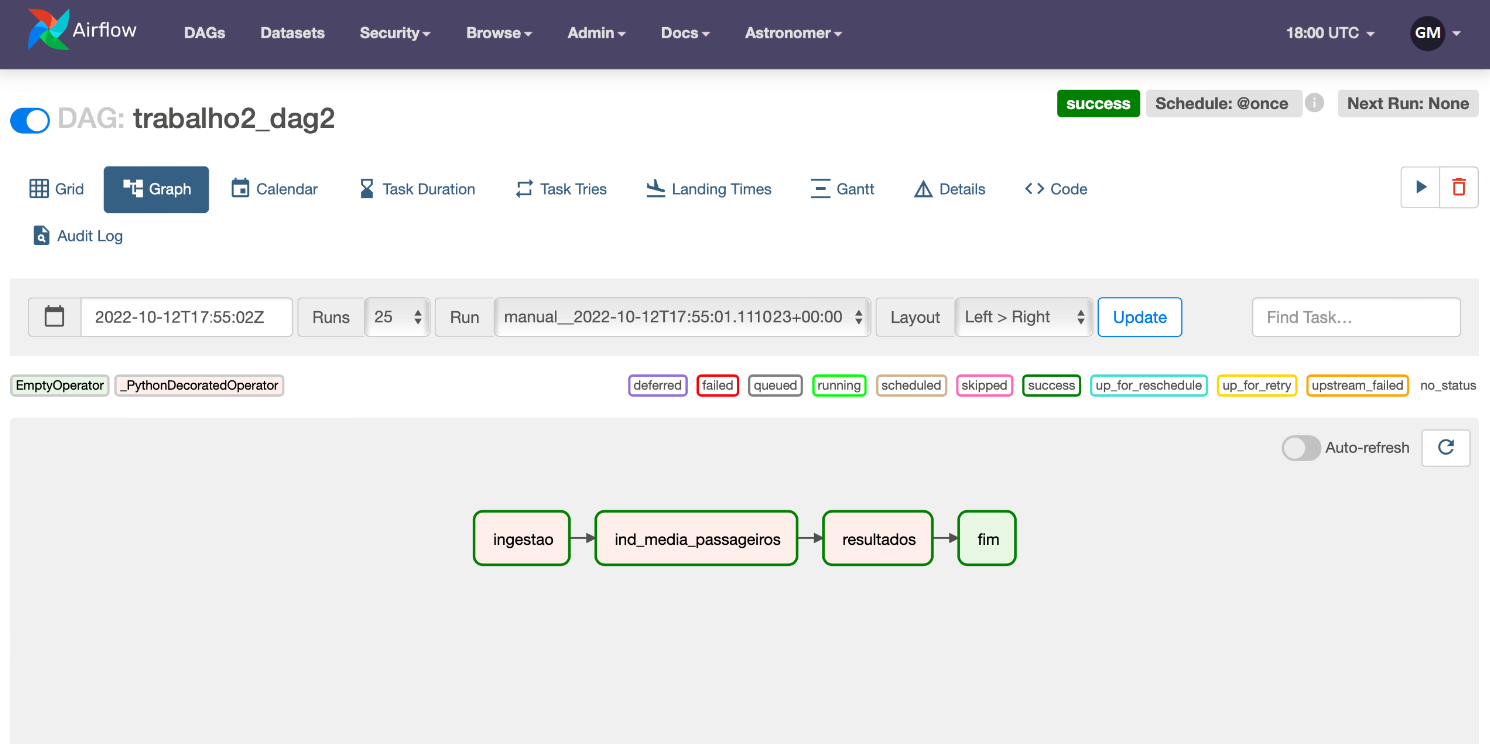 Airflow DAGs Datasets Security Browse Admin Docs Astronomer 18:00 UTC GM
DAG: trabalho2_dag2 success Schedule: @once i Next Run: None
Grid Graph Calendar Task Duration Task Tries Landing Times Gantt Details <> Code
Audit Log
2022-10-12T17:55:02Z Runs 25 Run manual__2022-10-12T17:55:01.111023+00:00 Layout Left > Right Update Find Task…
EmptyOperator _PythonDecoratedOperator deferred failed queued running scheduled skipped success up_for_reschedule up_for_retry upstream_failed no_status
Auto-refresh
ingestao ind_media_passageiros resultados fim